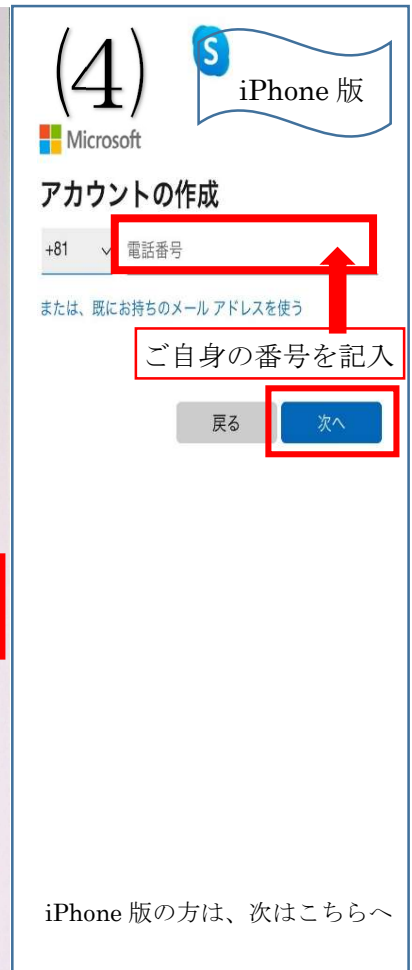 (4)
S
iPhone 版
Microsoft
アカウントの作成
+81 電話番号
または、既にお持ちのメール アドレスを使う
ご自身の番号を記入
戻る 次へ
iPhone 版の方は、次はこちらへ